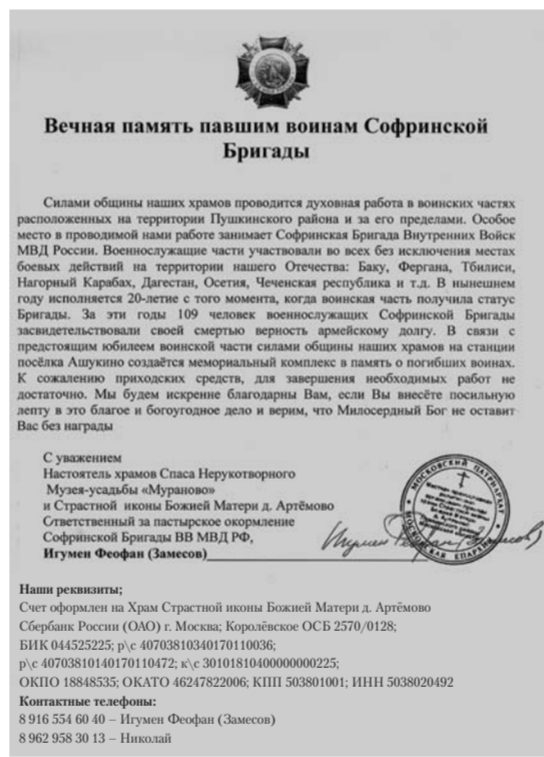 Вечная память павшим воинам Софринской
Бригады
Силами общины наших храмов проводится духовная работа в воинских частях
расположенных на территории Пушкинского района и за его пределами. Особое
место в проводимой нами работе занимает Софринская Бригада Внутренних Войск
МВД России. Военнослужащие части участвовали во всех без исключения местах
боевых действий на территории нашего Отечества: Баку, Фергана, Тбилиси,
Нагорный Карабах, Дагестан, Осетия, Чеченская республика и т.д. В нынешнем
году исполняется 20-летие с того момента, когда воинская часть получила статус
Бригады. За эти годы 109 человек военнослужащих Софринской Бригады
засвидетельствовали своей смертью верность армейскому долгу. В связи с
предстоящим юбилеем воинской части силами общины наших храмов на станции
посёлка Ашукино создаётся мемориальный комплекс в память о погибших воинах.
К сожалению приходских средств, для завершения необходимых работ не
достаточно. Мы будем искренне благодарны Вам, если Вы внесёте посильную
лепту в это благое и богоугодное дело и верим, что Милосердный Бог не оставит
Вас без награды
С уважением
Настоятель храмов Спаса Нерукотворного
Музея-усадьбы «Мураново»
и Страстной иконы Божией Матери д. Артёмово
Ответственный за пастырское окормление
Софринской Бригады ВВ МВД РФ,
Игумен Феофан (Замесов)
Игумен Феофан (Замесов)
МОСКОВСКИЙ ПАТРИАРХАТ
МОСКОВСКАЯ ЕПАРХИЯ
Наши реквизиты;
Счет оформлен на Храм Страстной иконы Божией Матери д. Артёмово
Сбербанк России (ОАО) г. Москва; Королёвское ОСБ 2570/0128;
БИК 044525225; р\с 40703810340170110036;
р\с 40703810140170110472; к\с 30101810400000000225;
ОКПО 18848535; ОКАТО 46247822006; КПП 503801001; ИНН 5038020492
Контактные телефоны:
8 916 554 60 40 – Игумен Феофан (Замесов)
8 962 958 30 13 – Николай